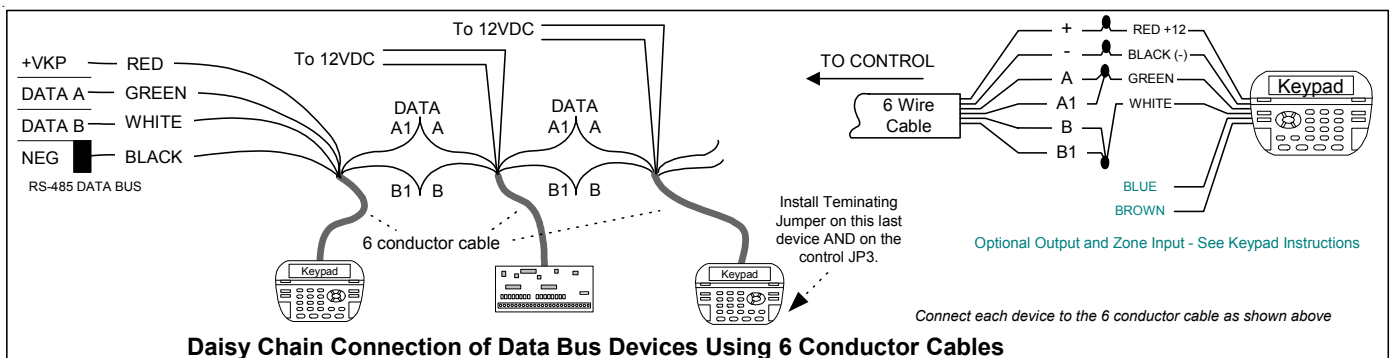 +VKP
RED
DATA A
GREEN
DATA B
WHITE
NEG
BLACK
RS-485 DATA BUS
To 12VDC
To 12VDC
DATA
A1
A
B1
B
DATA
A1
A
B1
B
6 conductor cable
Keypad
Keypad
Install Teminating
Jumper on this last
device AND on the
control JP3.
TO CONTROL
6 Wire
Cable
+
RED +12
-
BLACK (-)
A
GREEN
A1
WHITE
B
B1
Keypad
BLUE
BROWN
Optional Output and Zone Input - See Keypad Instructions
Connect each device to the 6 conductor cable as shown above
Daisy Chain Connection of Data Bus Devices Using 6 Conductor Cables